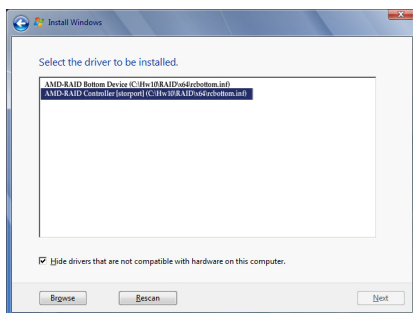 Install Windows
Select the driver to be installed.
AMD-RAID Bottom Device (C:\Hw10\RAID\x64\rcbottom.inf)
AMD-RAID Controller [storport] (C:\Hw10\RAID\x64\rcbottom.inf)
Hide drivers that are not compatible with hardware on this computer.
Browse Rescan Next